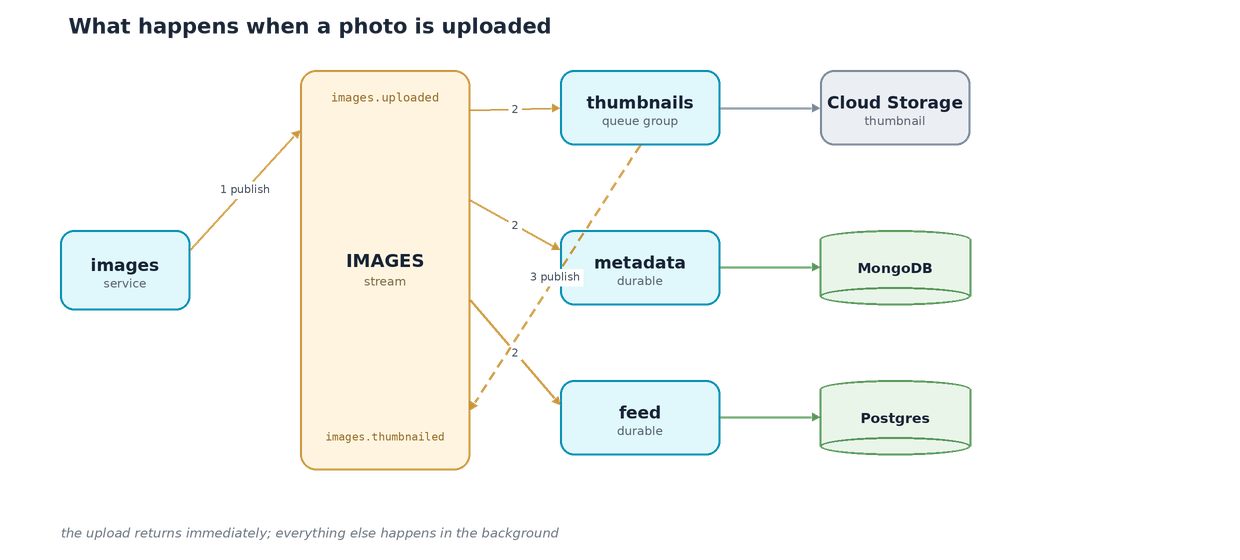 What happens when a photo is uploaded
images.uploaded
2
thumbnails
queue group
Cloud Storage
thumbnail
1 publish
2
images
service
IMAGES
stream
3 publish
metadata
durable
MongoDB
2
feed
durable
Postgres
images.thumbnailed
the upload returns immediately; everything else happens in the background